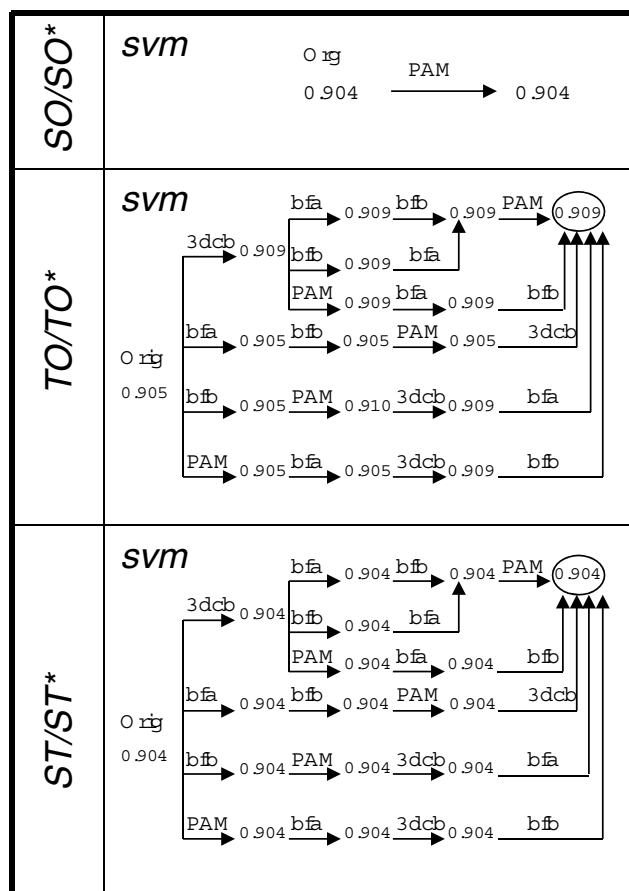 SO/SO*
svm
Orig
PAM
0.904 0.904
TO/TO*
svm
bfa bfb PAM
0.909 0.909 0.909
3dcb
0.909
bfb bfa
0.909
PAM bfa bfb
0.909 0.909
bfa bfb PAM 3dcb
0.905 0.905 0.905
Orig
0.905
bfb PAM 3dcb bfa
0.905 0.910 0.909
PAM bfa 3dcb bfb
0.905 0.905 0.909
ST/ST*
svm
bfa bfb PAM
0.904 0.904 0.904
3dcb
0.904
bfb bfa
0.904
PAM bfa bfb
0.904 0.904
bfa bfb PAM 3dcb
0.904 0.904 0.904
Orig
0.904
bfb PAM 3dcb bfa
0.904 0.904 0.904
PAM bfa 3dcb bfb
0.904 0.904 0.904